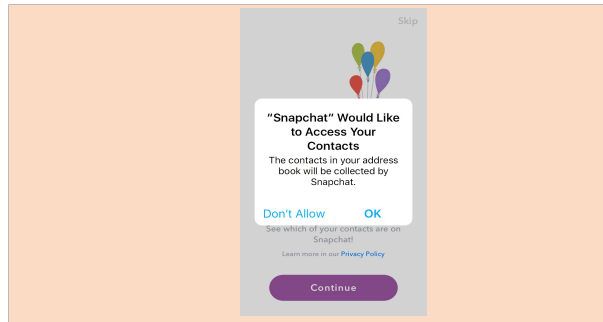 Skip
“Snapchat” Would Like
to Access Your
Contacts
The contacts in your address
book will be collected by
Snapchat.
Don’t Allow OK
See which of your contacts are on
Snapchat!
Learn more in our Privacy Policy
Continue